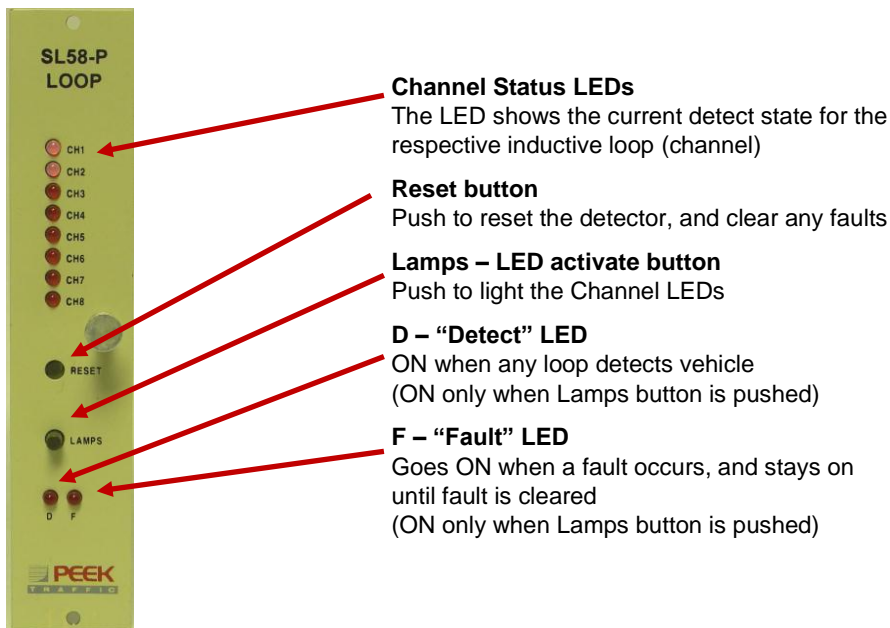 SL58-P
LOOP
CH1
CH2
CH3
CH4
CH5
CH6
CH7
CH8
RESET
LAMPS
D F
PEEK
TRAFFIC
Channel Status LEDs
The LED shows the current detect state for the
respective inductive loop (channel)
Reset button
Push to reset the detector, and clear any faults
Lamps – LED activate button
Push to light the Channel LEDs
D – “Detect” LED
ON when any loop detects vehicle
(ON only when Lamps button is pushed)
F – “Fault” LED
Goes ON when a fault occurs, and stays on
until fault is cleared
(ON only when Lamps button is pushed)